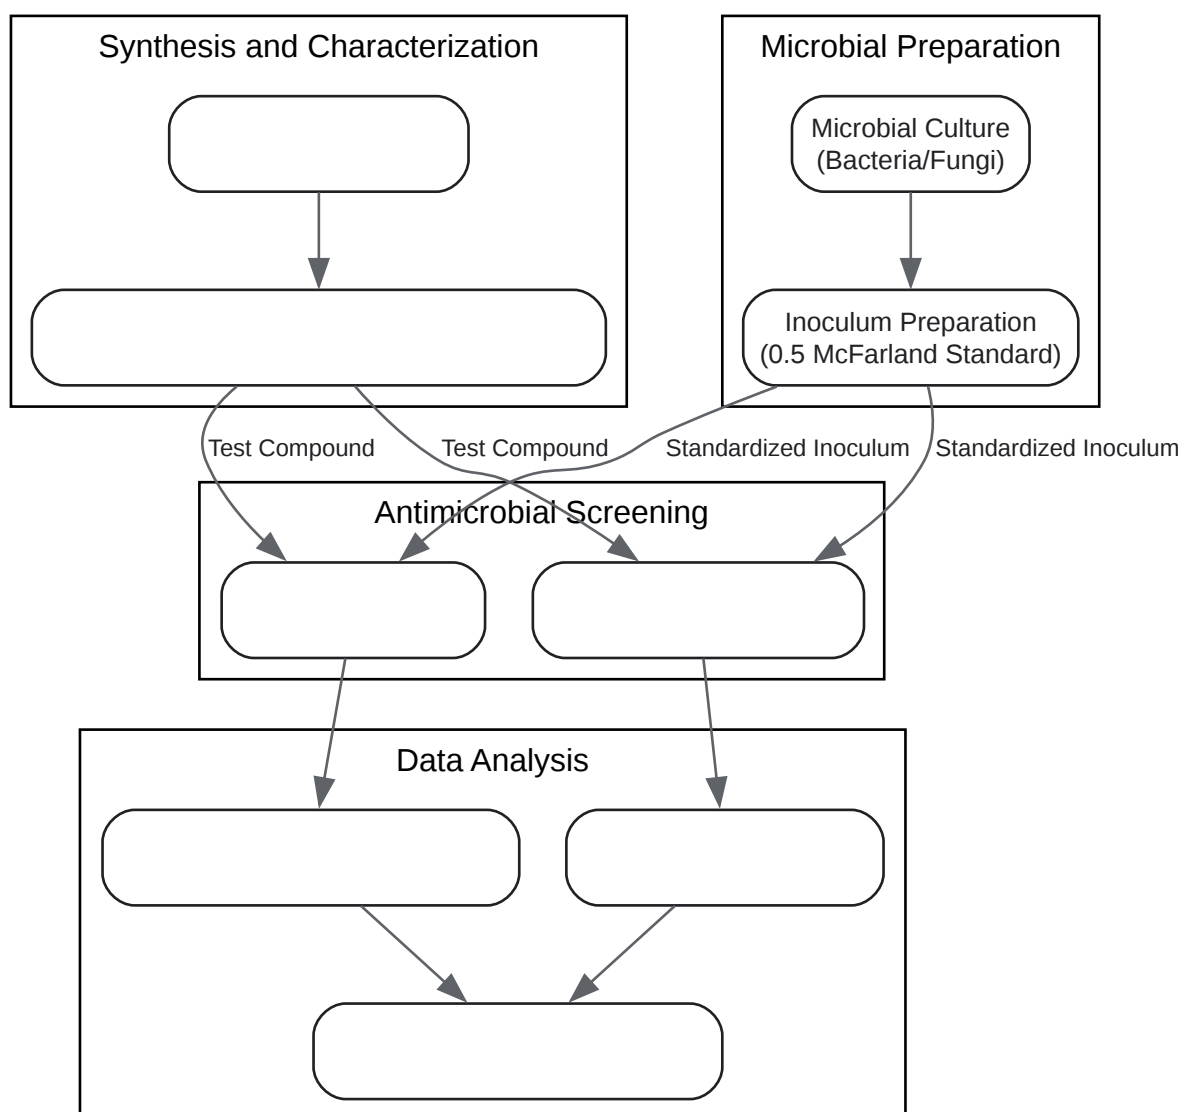 Synthesis and Characterization
Microbial Preparation
Microbial Culture
(Bacteria/Fungi)
Inoculum Preparation
(0.5 McFarland Standard)
Test Compound
Test Compound
Standardized Inoculum
Standardized Inoculum
Antimicrobial Screening
Data Analysis